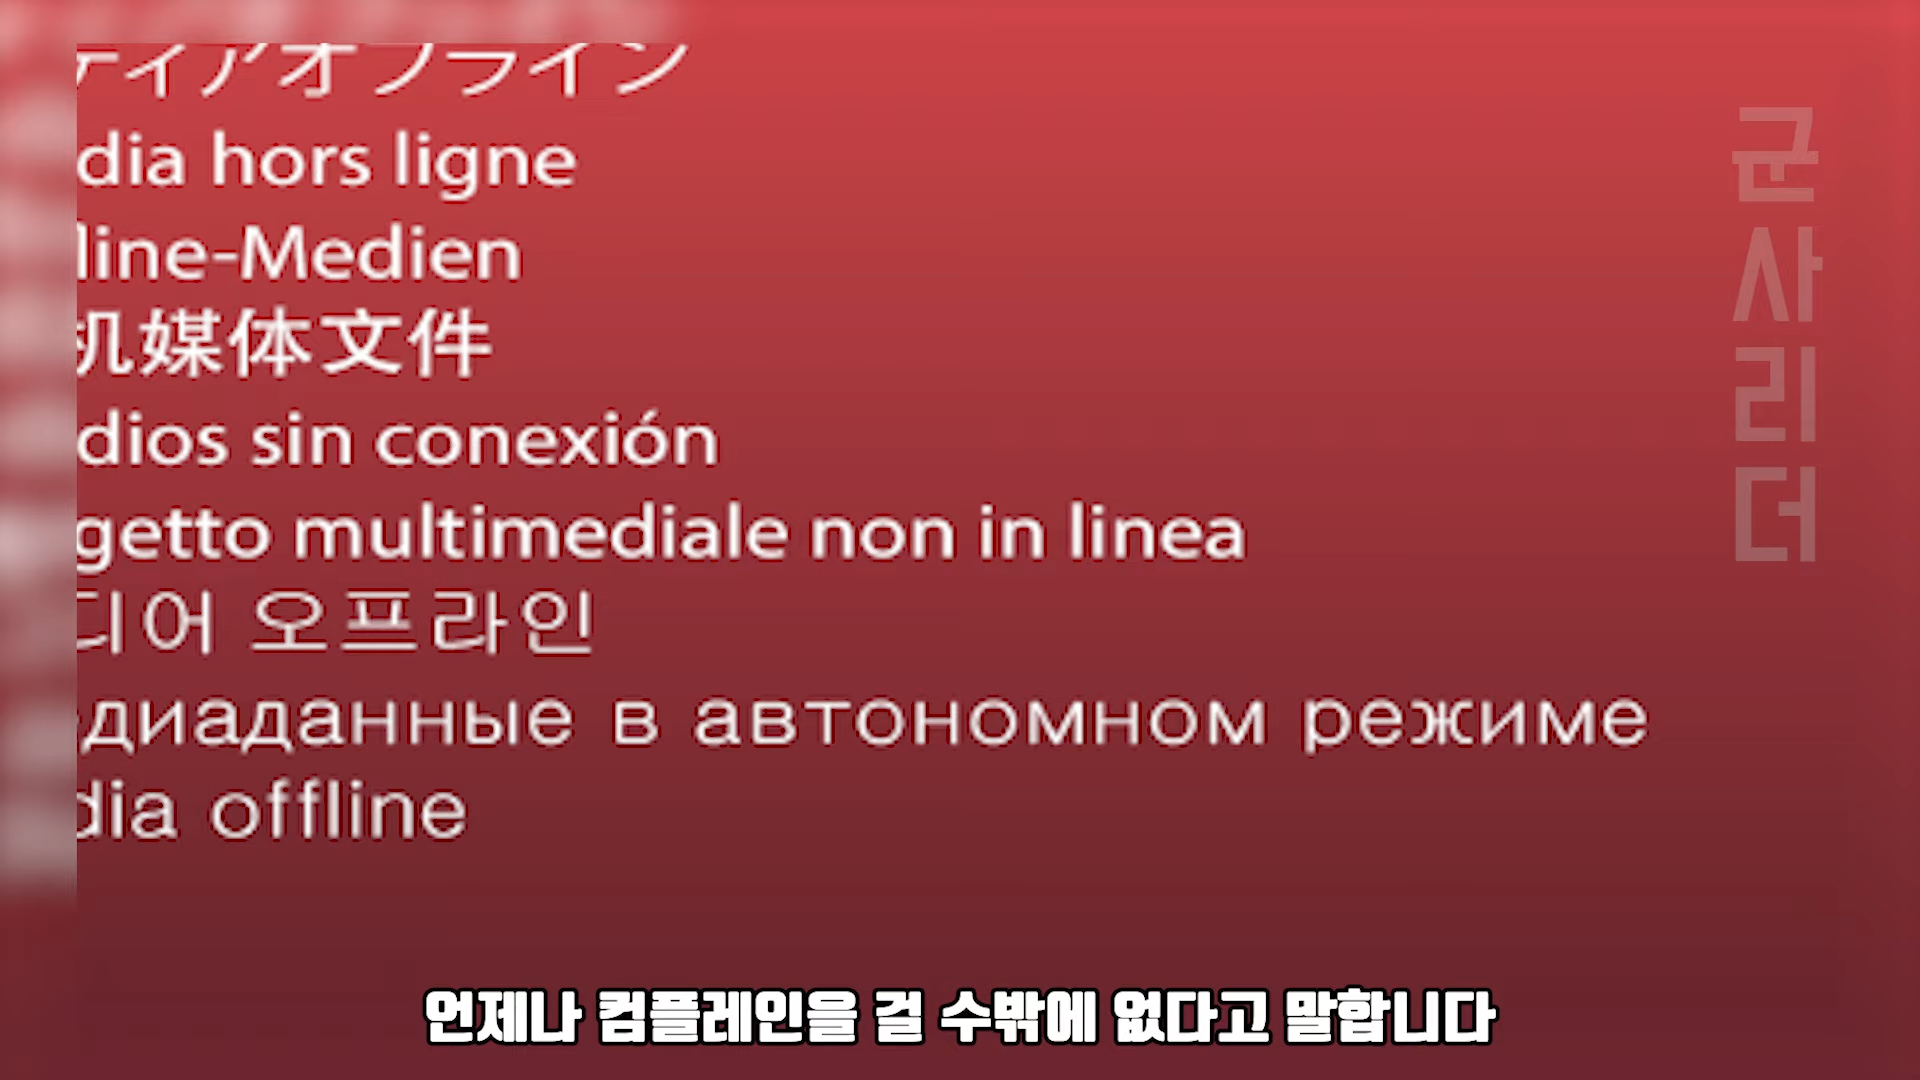 ディアオフライン
dia hors ligne
line-Medien
机媒体文件
dios sin conexión
getto multimediale non in linea
디어 오프라인
диаданные в автономном режиме
dia offline
군사리더
언제나 컴플레인을 걸 수밖에 없다고 말합니다